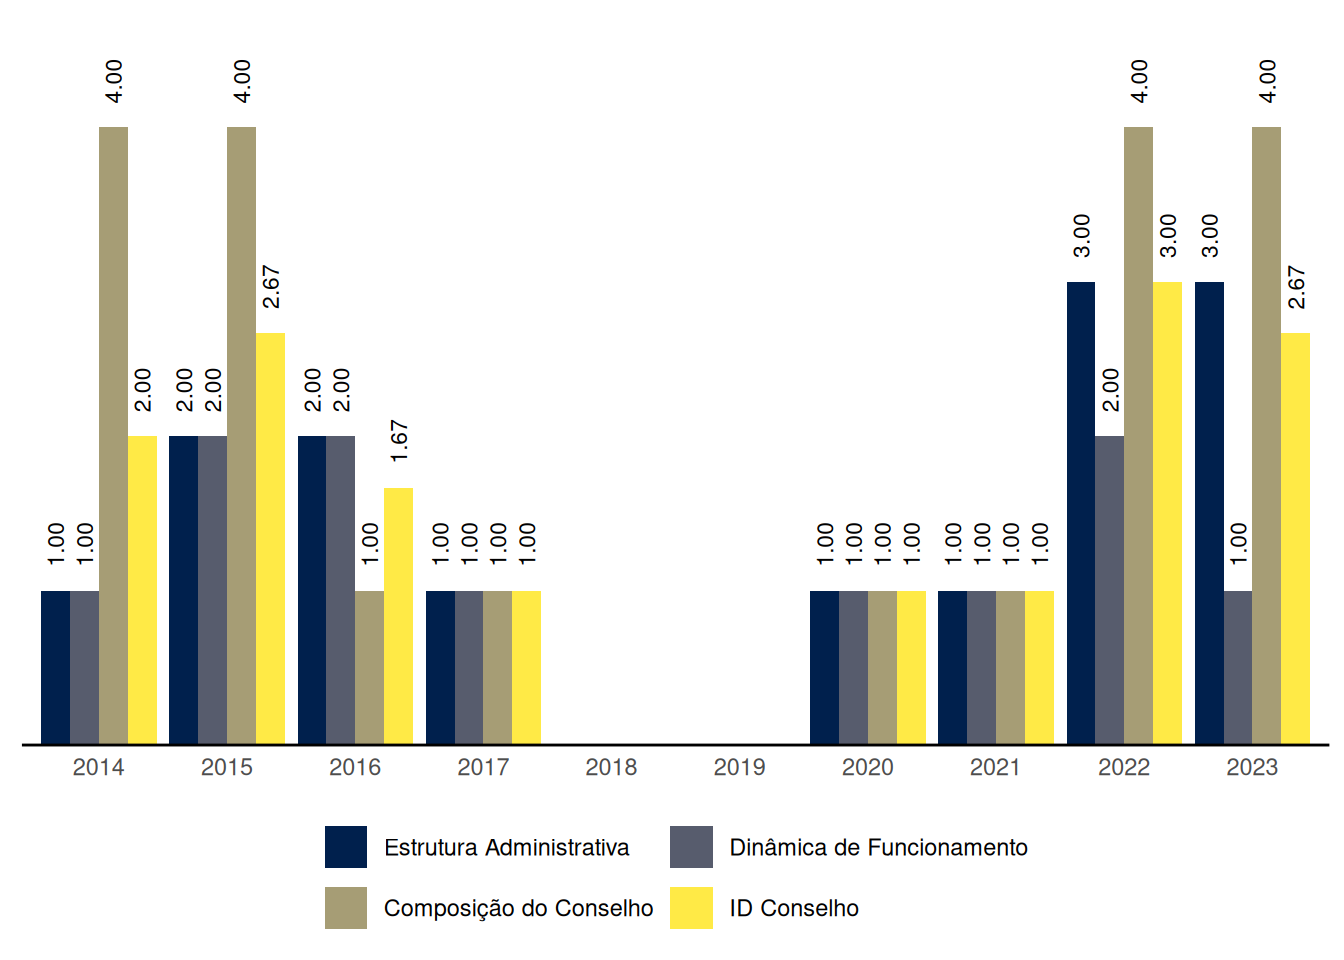 4.00 4.00 4.00 4.00
3.00 3.00 3.00
2.67 2.67
2.00 2.00 2.00 2.00 2.00 2.00
1.67
1.00 1.00 1.00 1.00 1.00 1.00 1.00 1.00 1.00 1.00 1.00 1.00 1.00 1.00 1.00 1.00
2014 2015 2016 2017 2018 2019 2020 2021 2022 2023
Estrutura Administrativa Dinâmica de Funcionamento
Composição do Conselho ID Conselho